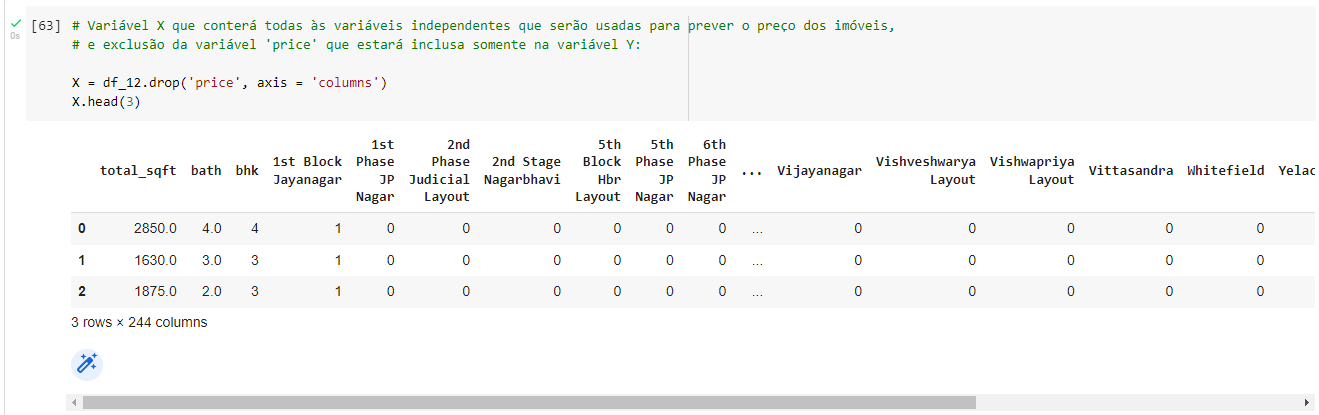 [63] # Variável X que conterá todas às variáveis independentes que serão usadas para prever o preço dos imóveis,
0s
# e exclusão da variável 'price' que estará inclusa somente na variável Y:
X = df_12.drop('price', axis = 'columns')
X.head(3)
total_sqft bath bhk 1st Block Jayanagar 1st Phase JP Nagar 2nd Phase Judicial Layout 2nd Stage Nagarbhavi 5th Block Hbr Layout 5th Phase JP Nagar 6th Phase JP Nagar ... Vijayanagar Vishveshwarya Layout Vishwapriya Layout Vittasandra Whitefield Yelac
0 2850.0 4.0 4 1 0 0 0 0 0 0 ... 0 0 0 0 0
1 1630.0 3.0 3 1 0 0 0 0 0 0 ... 0 0 0 0 0
2 1875.0 2.0 3 1 0 0 0 0 0 0 ... 0 0 0 0 0
3 rows × 244 columns